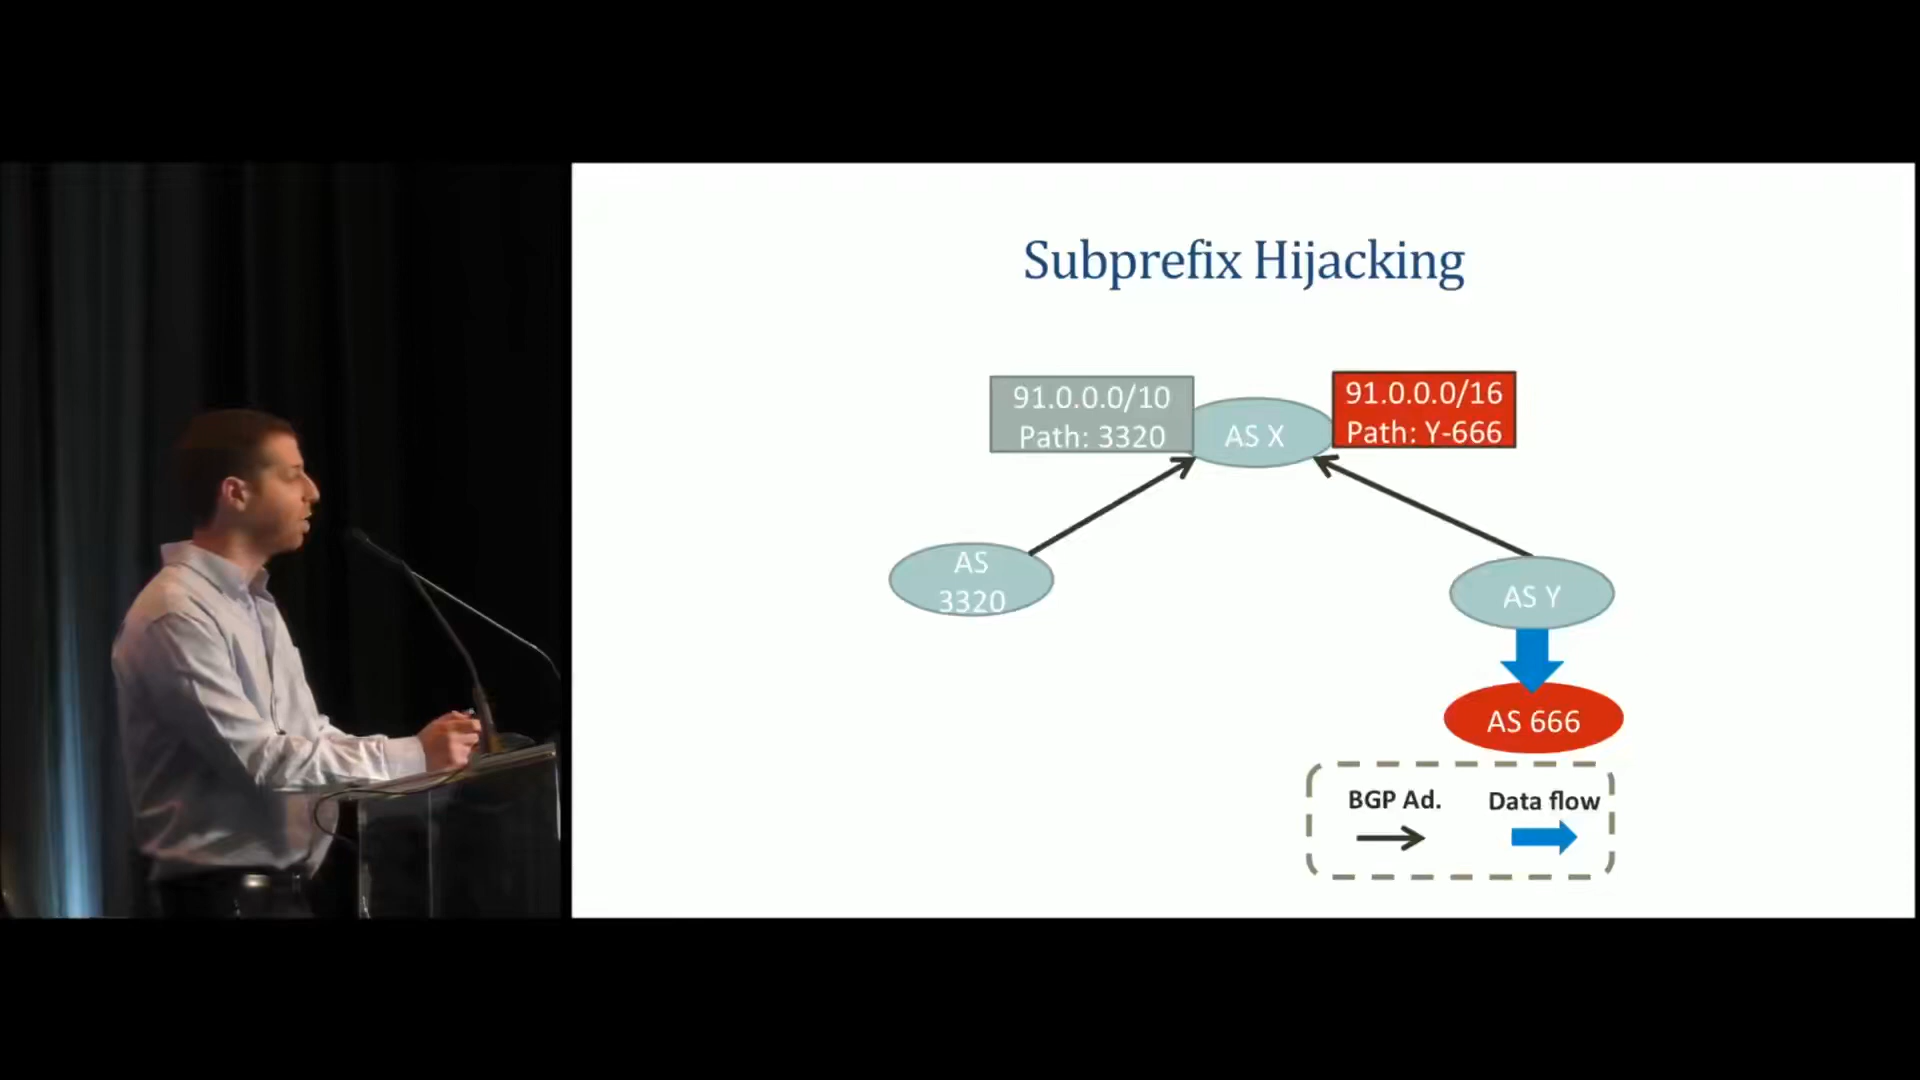 Subprefix Hijacking
91.0.0.0/10
Path: 3320
AS X
91.0.0.0/16
Path: Y-666
AS
3320
AS Y
AS 666
BGP Ad.
Data flow